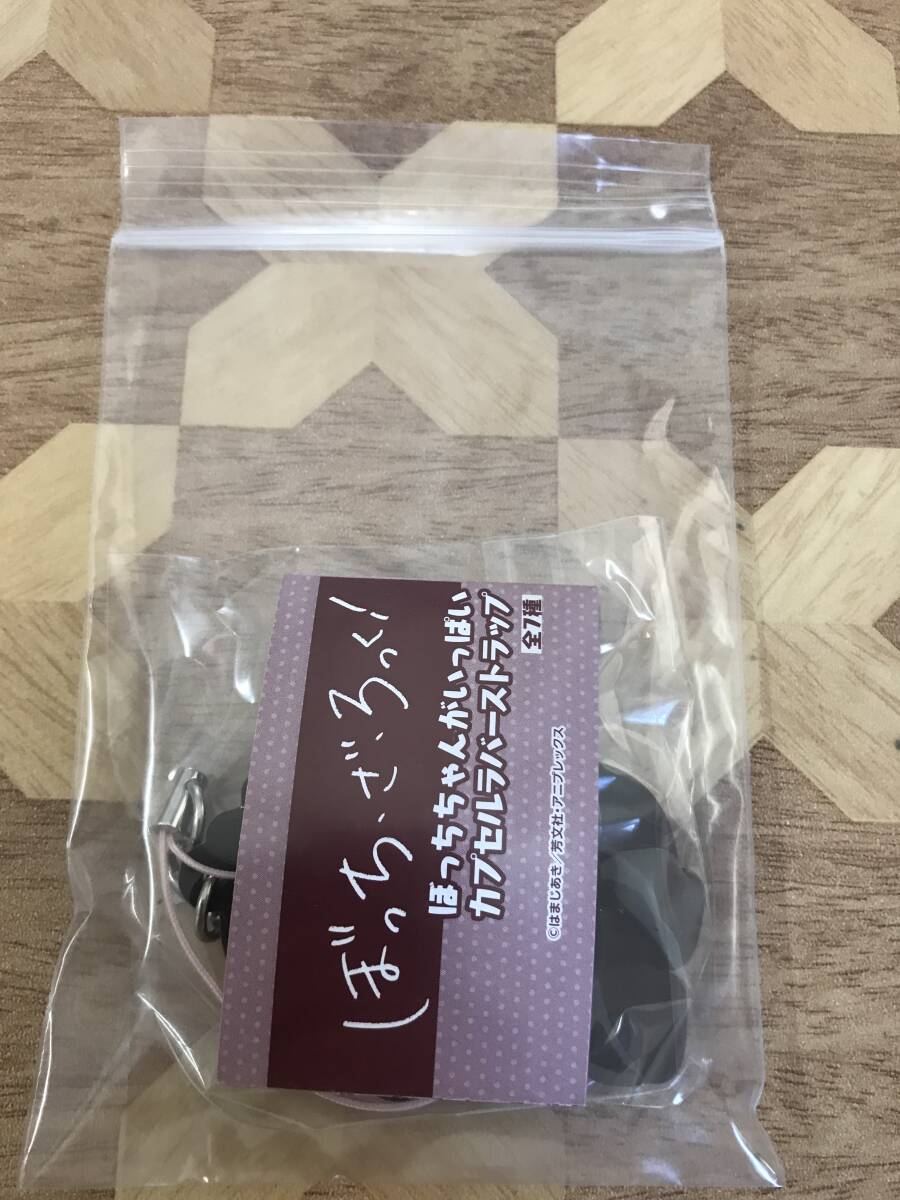 ぼっち・ざ・ろっく!
ぼっちちゃんがいっぱい
カプセルラバーストラップ
全7種
©はまじあき/芳文社・アニプレックス